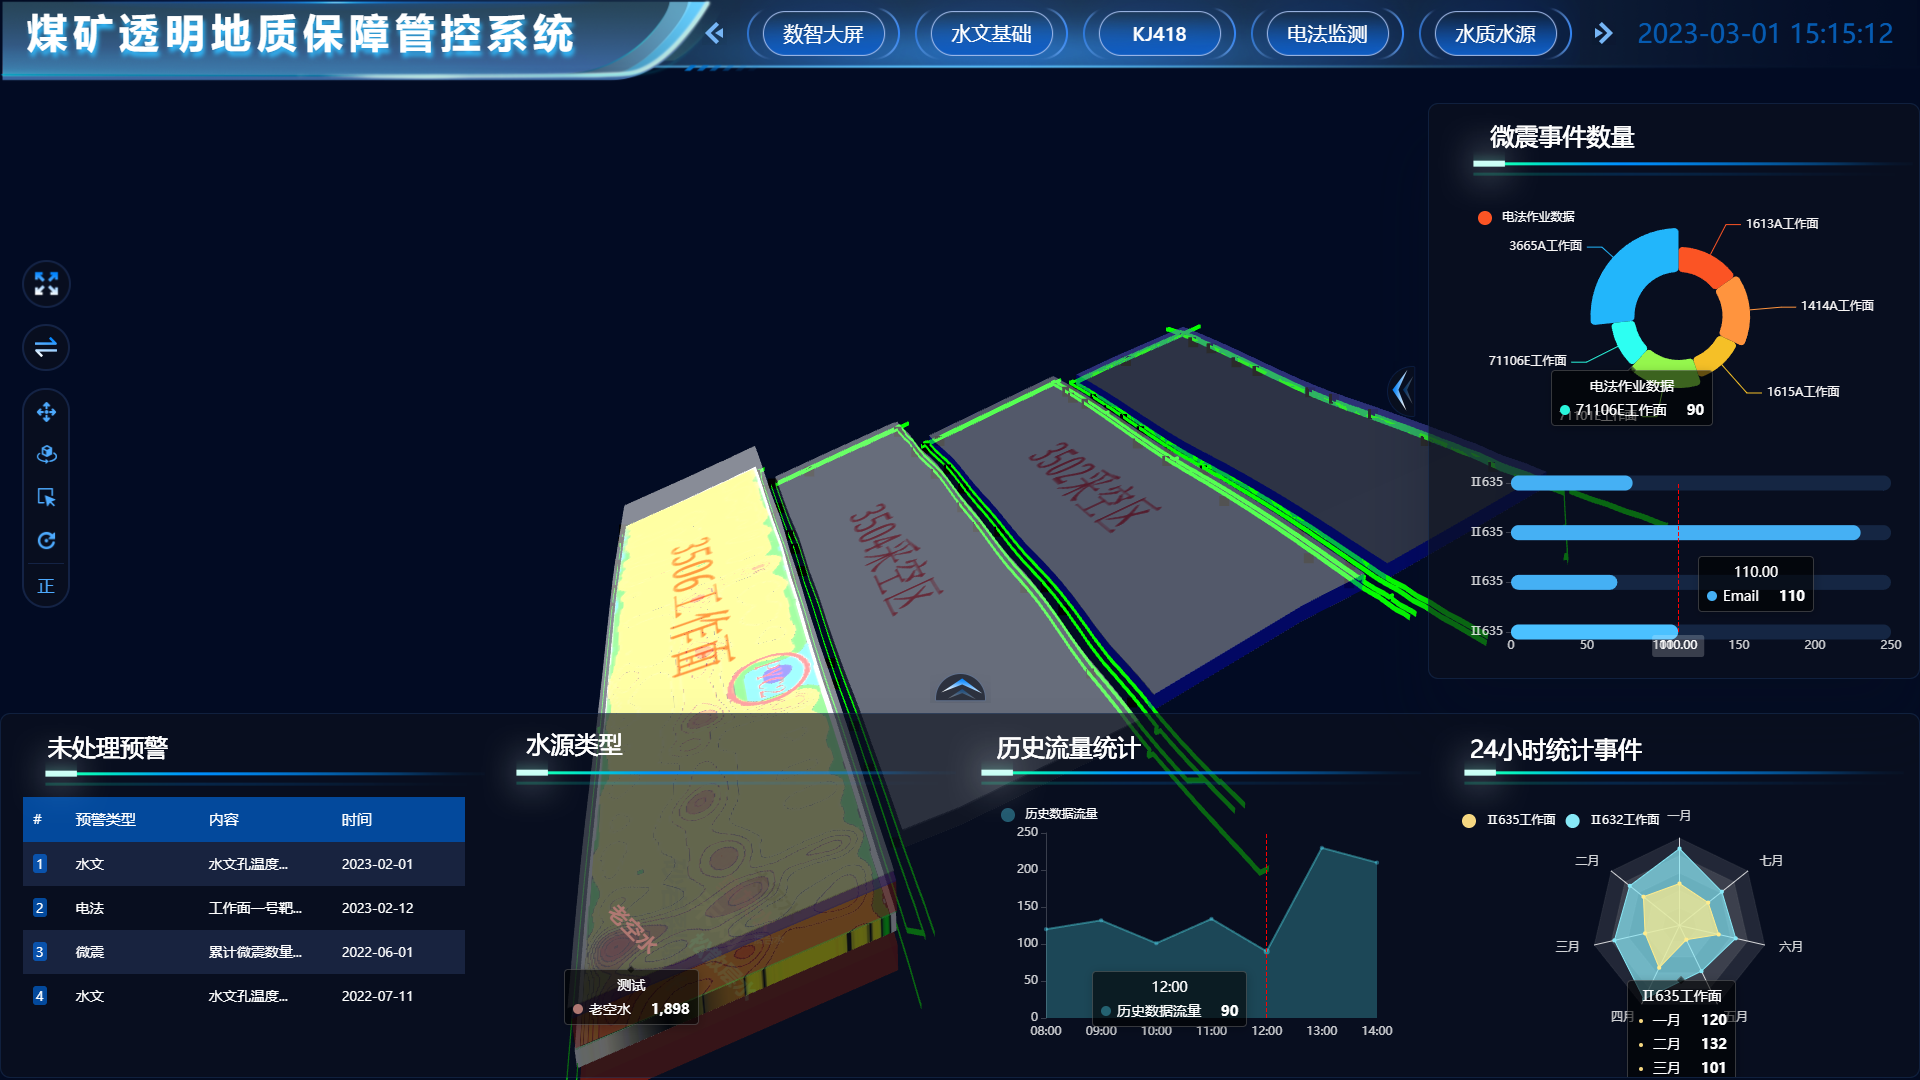 煤矿透明地质保障管控系统
数智大屏
水文基础
KJ418
电法监测
水质水源
2023-03-01 15:15:12
微震事件数量
电法作业数据
1613A工作面
3665A工作面
1414A工作面
71106E工作面
1615A工作面
电法作业数据
71106E工作面 90
II635
II635
II635
II635
110.00
Email 110
0 50 110.00 150 200 250
正
3506工作面
3504采空区
3502采空区
老空水
未处理预警
# 预警类型 内容 时间
1 水文 水文孔温度... 2023-02-01
2 电法 工作面一号靶... 2023-02-12
3 微震 累计微震数量... 2022-06-01
4 水文 水文孔温度... 2022-07-11
水源类型
测试
老空水 1,898
历史流量统计
历史数据流量
250
200
150
100
50
0
12:00
历史数据流量 90
08:00 09:00 10:00 11:00 12:00 13:00 14:00
24小时统计事件
II635工作面 II632工作面
一月
二月
七月
三月
六月
四月
五月
II635工作面
一月 120
二月 132
三月 101